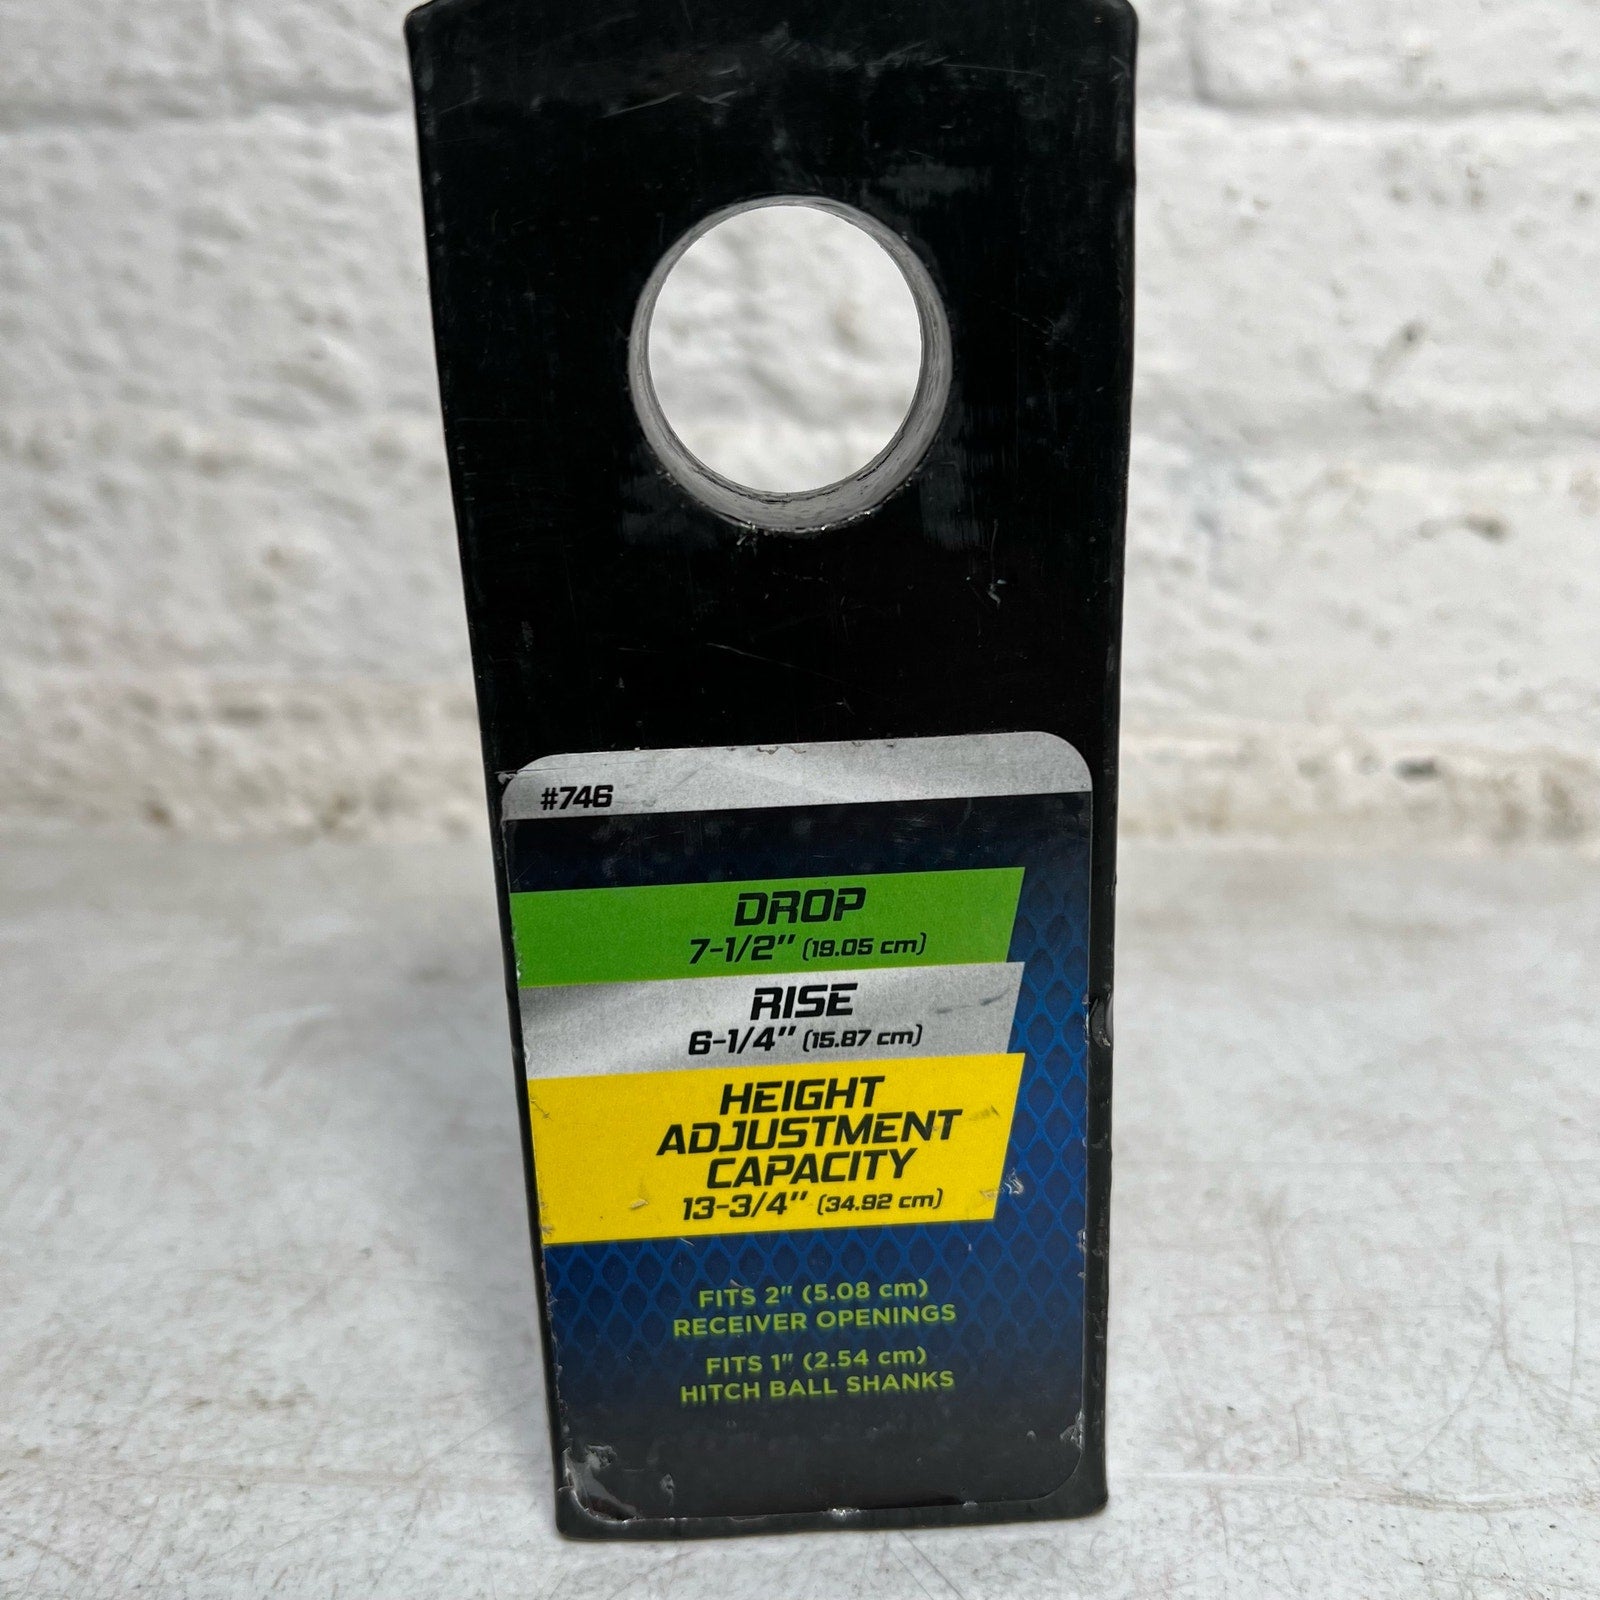 #746
DROP
7-1/2" (19.05 cm)
RISE
6-1/4" (15.87 cm)
HEIGHT
ADJUSTMENT
CAPACITY
13-3/4" (34.92 cm)
FITS 2" (5.08 cm)
RECEIVER OPENINGS
FITS 1" (2.54 cm)
HITCH BALL SHANKS